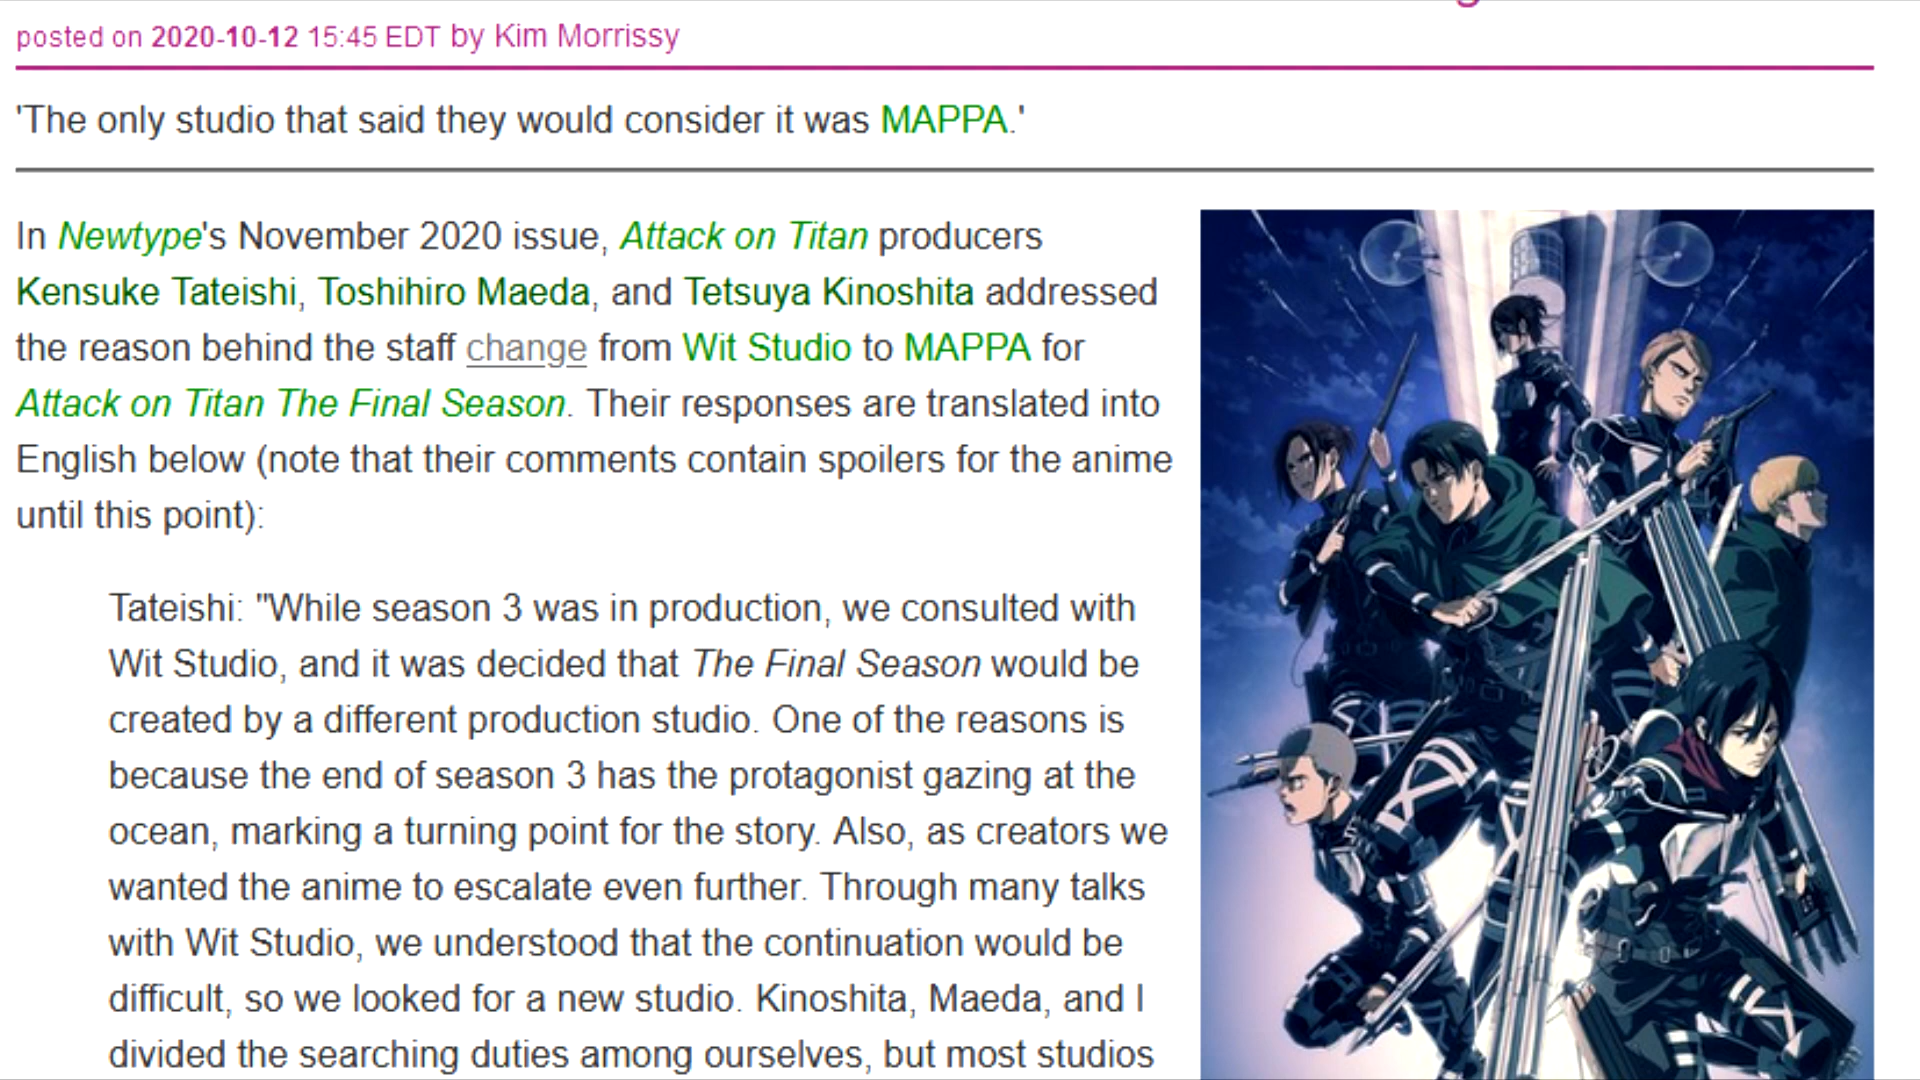 posted on 2020-10-12 15:45 EDT by Kim Morrissy
'The only studio that said they would consider it was MAPPA.'
In Newtype's November 2020 issue, Attack on Titan producers
Kensuke Tateishi, Toshihiro Maeda, and Tetsuya Kinoshita addressed
the reason behind the staff change from Wit Studio to MAPPA for
Attack on Titan The Final Season. Their responses are translated into
English below (note that their comments contain spoilers for the anime
until this point):
Tateishi: "While season 3 was in production, we consulted with
Wit Studio, and it was decided that The Final Season would be
created by a different production studio. One of the reasons is
because the end of season 3 has the protagonist gazing at the
ocean, marking a turning point for the story. Also, as creators we
wanted the anime to escalate even further. Through many talks
with Wit Studio, we understood that the continuation would be
difficult, so we looked for a new studio. Kinoshita, Maeda, and I
divided the searching duties among ourselves, but most studios